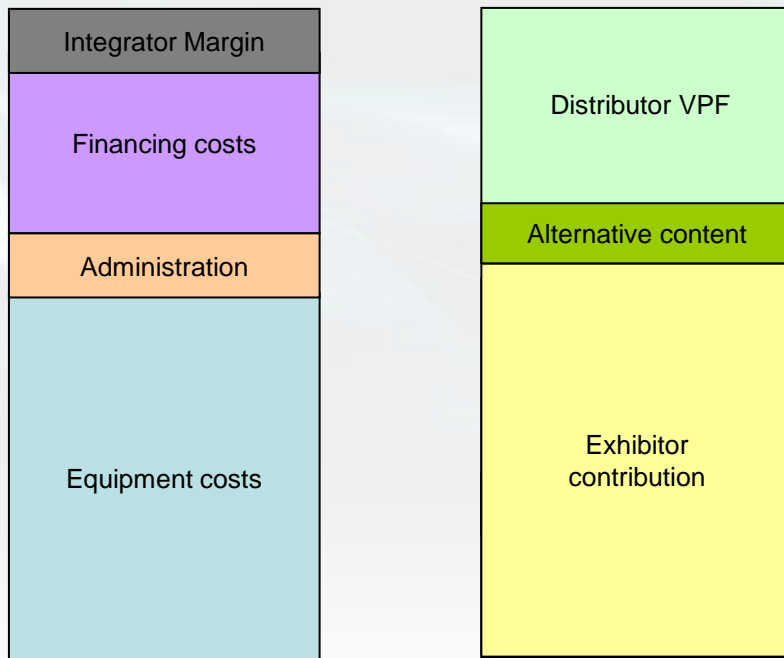 Integrator Margin
Financing costs
Administration
Equipment costs
Distributor VPF
Alternative content
Exhibitor
contribution